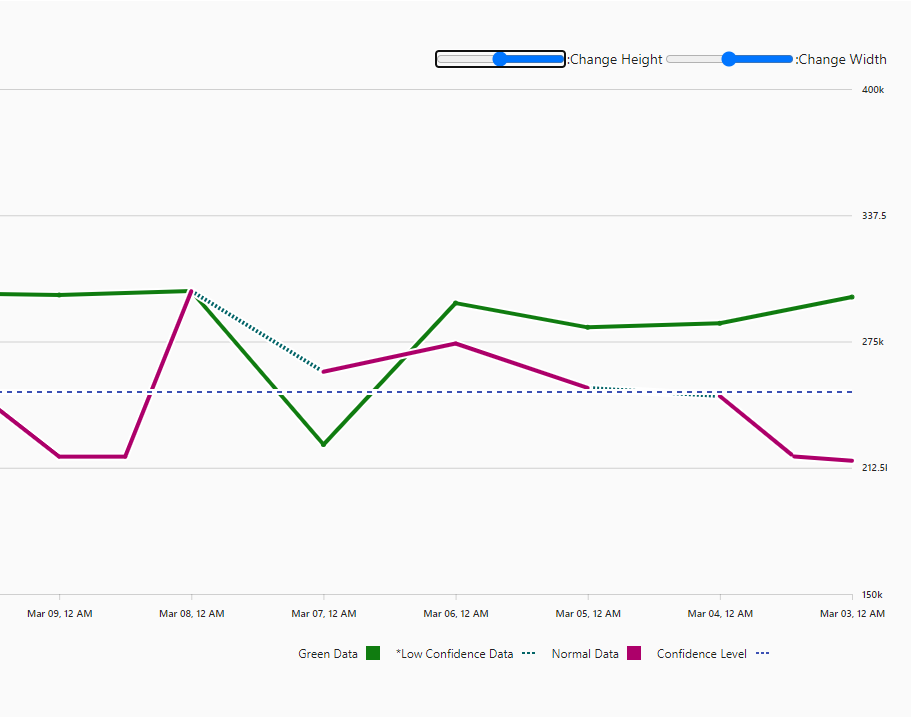 :Change Height :Change Width
400k
337.5
275k
212.5l
150k
Mar 09, 12 AM Mar 08, 12 AM Mar 07, 12 AM Mar 06, 12 AM Mar 05, 12 AM Mar 04, 12 AM Mar 03, 12 AM
Green Data *Low Confidence Data Normal Data Confidence Level